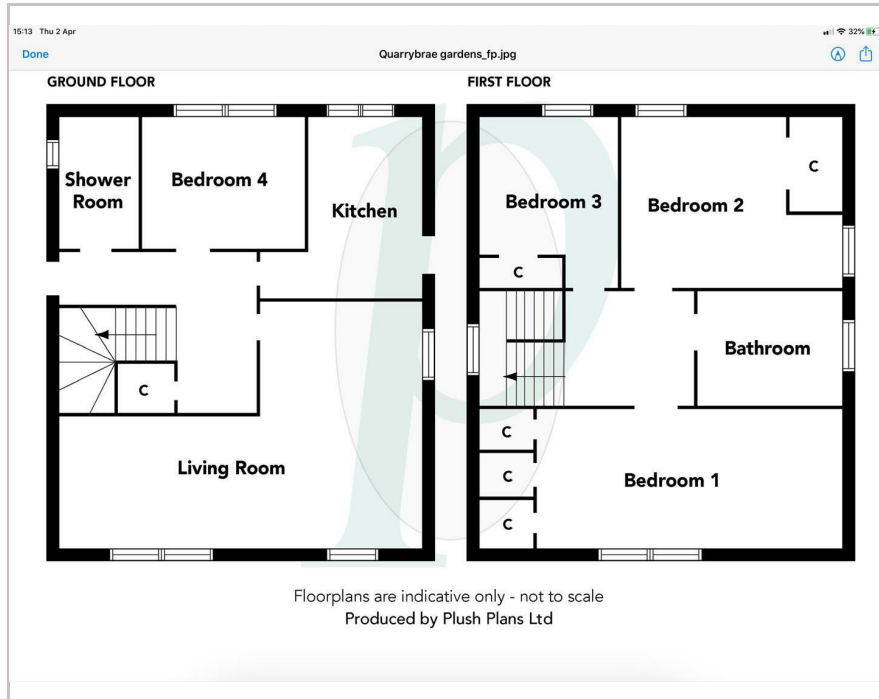 15:13 Thu 2 Apr
32%
Done
Quarrybrae gardens_fp.jpg
GROUND FLOOR
Shower
Room
Bedroom 4
Kitchen
C
Living Room
FIRST FLOOR
Bedroom 3
Bedroom 2
C
C
Bathroom
C
C
C
Bedroom 1
Floorplans are indicative only - not to scale
Produced by Plush Plans Ltd